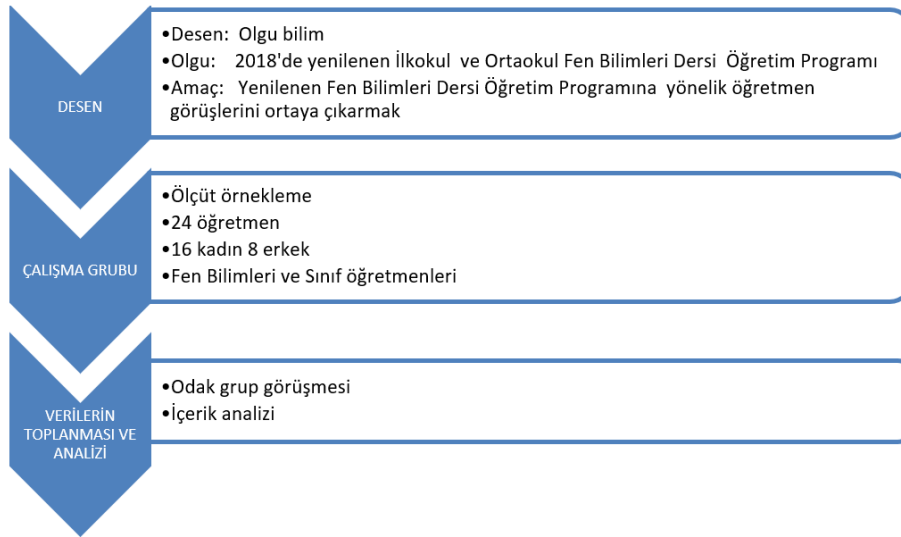 DESEN
•Desen: Olgu bilim
•Olgu: 2018'de yenilenen İlkokul ve Ortaokul Fen Bilimleri Dersi Öğretim Programı
•Amaç: Yenilenen Fen Bilimleri Dersi Öğretim Programına yönelik öğretmen
görüşlerini ortaya çıkarmak
ÇALIŞMA GRUBU
•Ölçüt örnekleme
•24 öğretmen
•16 kadın 8 erkek
•Fen Bilimleri ve Sınıf öğretmenleri
VERİLERİN
TOPLANMASI VE
ANALİZİ
•Odak grup görüşmesi
•İçerik analizi